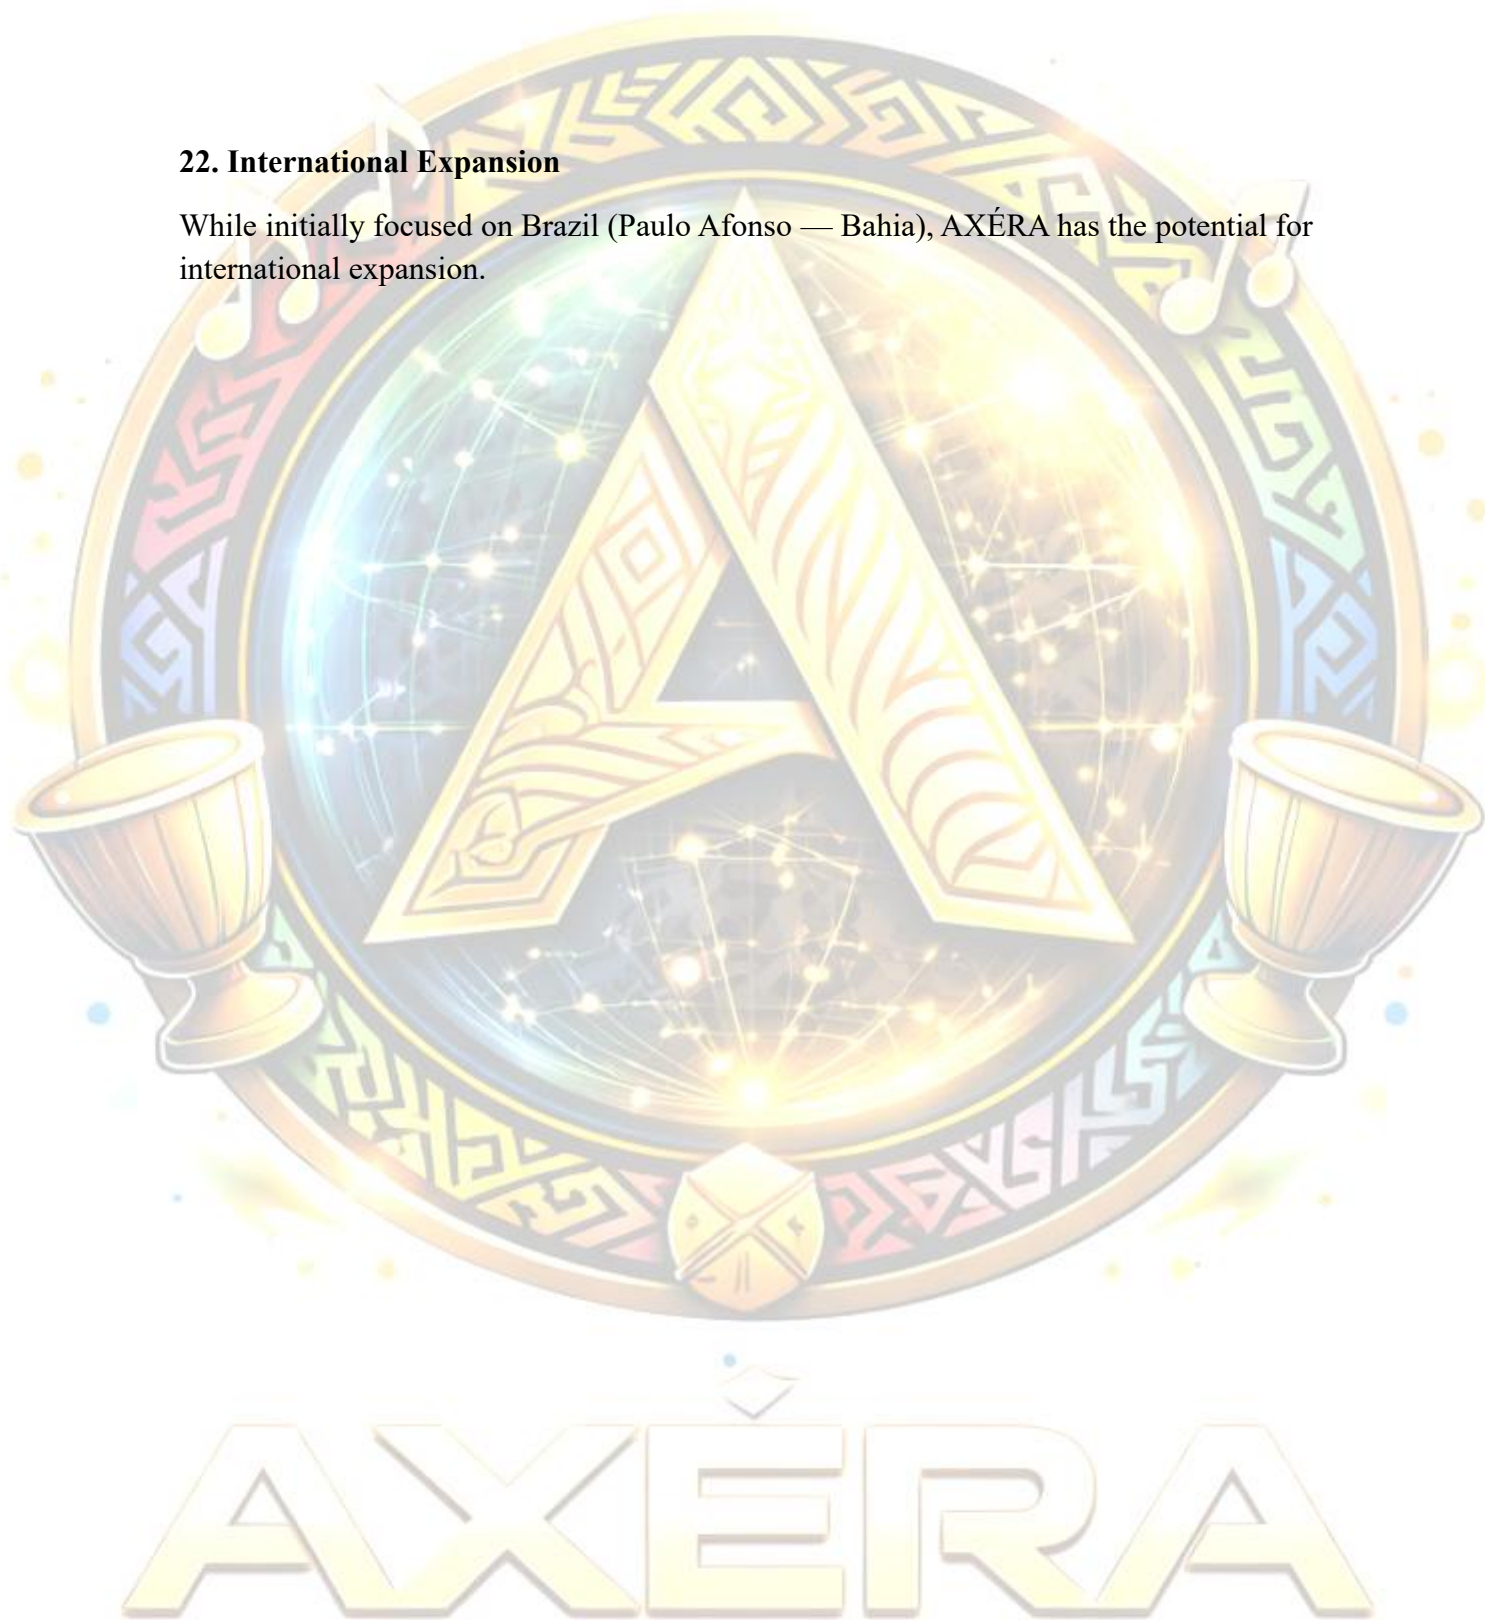 22. International Expansion
While initially focused on Brazil (Paulo Afonso — Bahia), AXÉRA has the potential for
international expansion.
A
AXÉRA